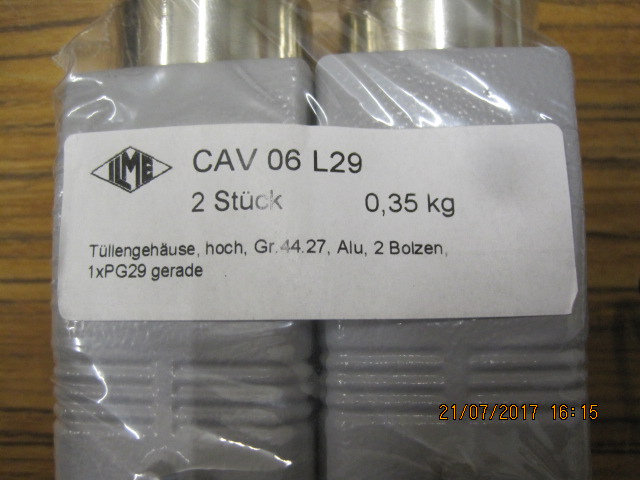 ILME
CAV 06 L29
2 Stück 0,35 kg
Tüllengehäuse, hoch, Gr.44.27, Alu, 2 Bolzen,
1xPG29 gerade
21/07/2017 16:15